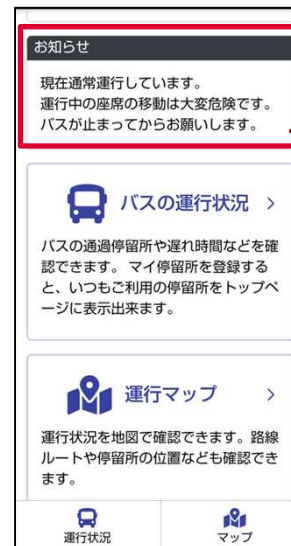 お知らせ
現在通常運行しています。
運行中の座席の移動は大変危険です。
バスが止まってからお願いします。
バスの運行状況
バスの通過停留所や遅れ時間などを確
認できます。 マイ停留所を登録する
と、いつもご利用の停留所をトップペ
ージに表示出来ます。
運行マップ
運行状況を地図で確認できます。路線
ルートや停留所の位置なども確認でき
ます。
運行状況
マップ